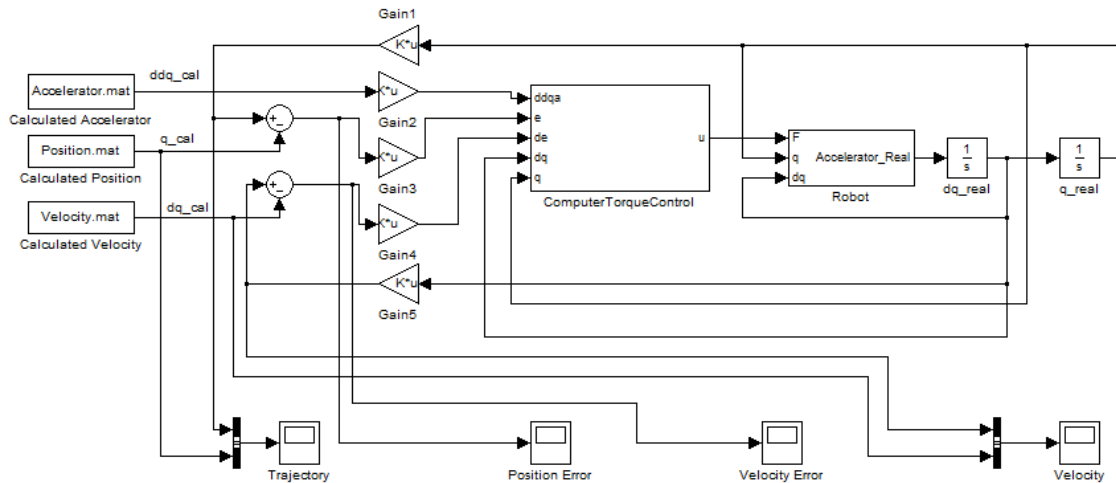 Gain1
K*u
ddq_cal
Accelerator.mat
Calculated Accelerator
K*u
Gain2
q_cal
Position.mat
Calculated Position
+
−
K*u
Gain3
dq_cal
Velocity.mat
Calculated Velocity
+
−
K*u
Gain4
K*u
Gain5
ddqa
e
de
dq
q
u
ComputerTorqueControl
F
q
dq
Accelerator_Real
Robot
1
s
dq_real
1
s
q_real
Trajectory
Position Error
Velocity Error
Velocity